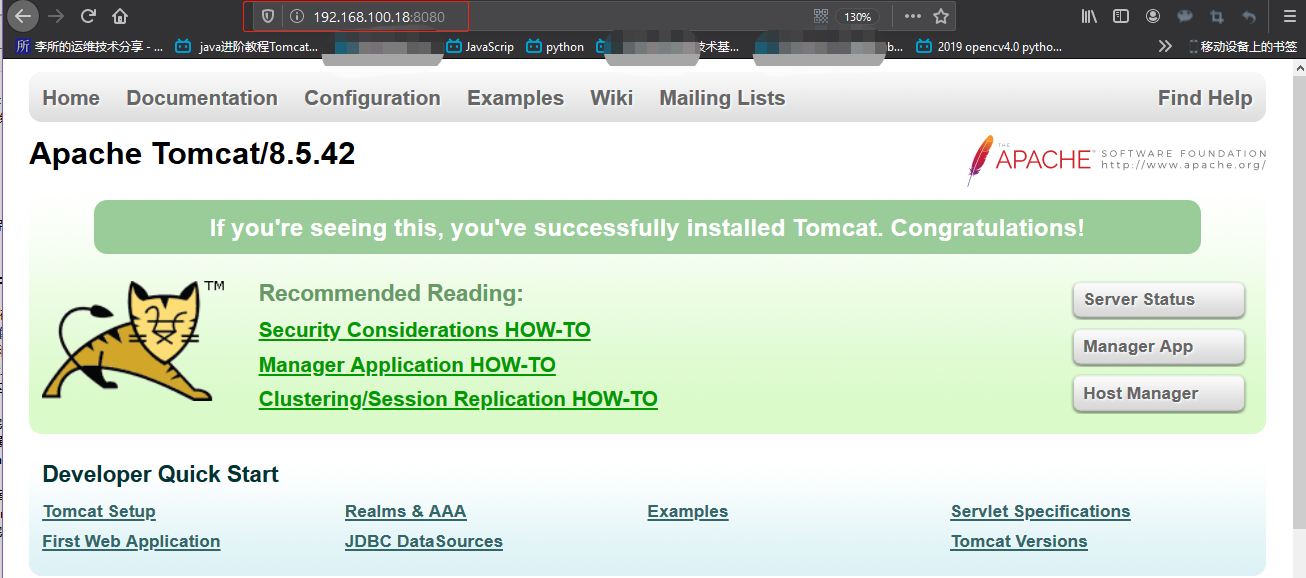 192.168.100.18:8080
130%
所 李所的运维技术分享 - ...
java进阶教程Tomcat...
JavaScrip
python
技术基...
b...
2019 opencv4.0 pytho...
移动设备上的书签
Home Documentation Configuration Examples Wiki Mailing Lists Find Help
Apache Tomcat/8.5.42
THE
APACHE™ SOFTWARE FOUNDATION
http://www.apache.org/
If you're seeing this, you've successfully installed Tomcat. Congratulations!
TM
Recommended Reading:
Security Considerations HOW-TO
Manager Application HOW-TO
Clustering/Session Replication HOW-TO
Server Status
Manager App
Host Manager
Developer Quick Start
Tomcat Setup Realms & AAA Examples Servlet Specifications
First Web Application JDBC DataSources Tomcat Versions